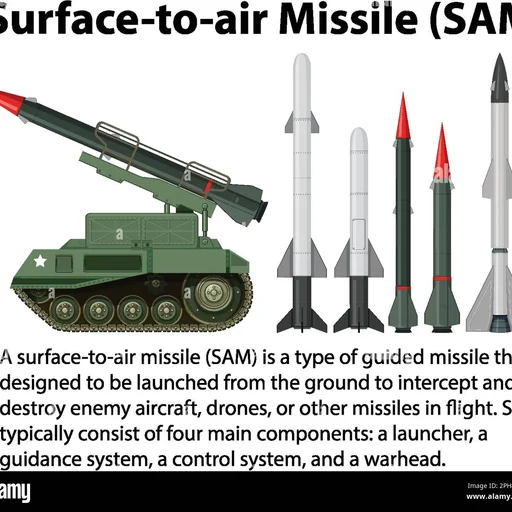 Surface-to-air Missile (SAM
A surface-to-air missile (SAM) is a type of guided missile th
designed to be launched from the ground to intercept and
destroy enemy aircraft, drones, or other missiles in flight. S
typically consist of four main components: a launcher, a
guidance system, a control system, and a warhead.
alamy
Image ID: 2PH
www.alamy.com